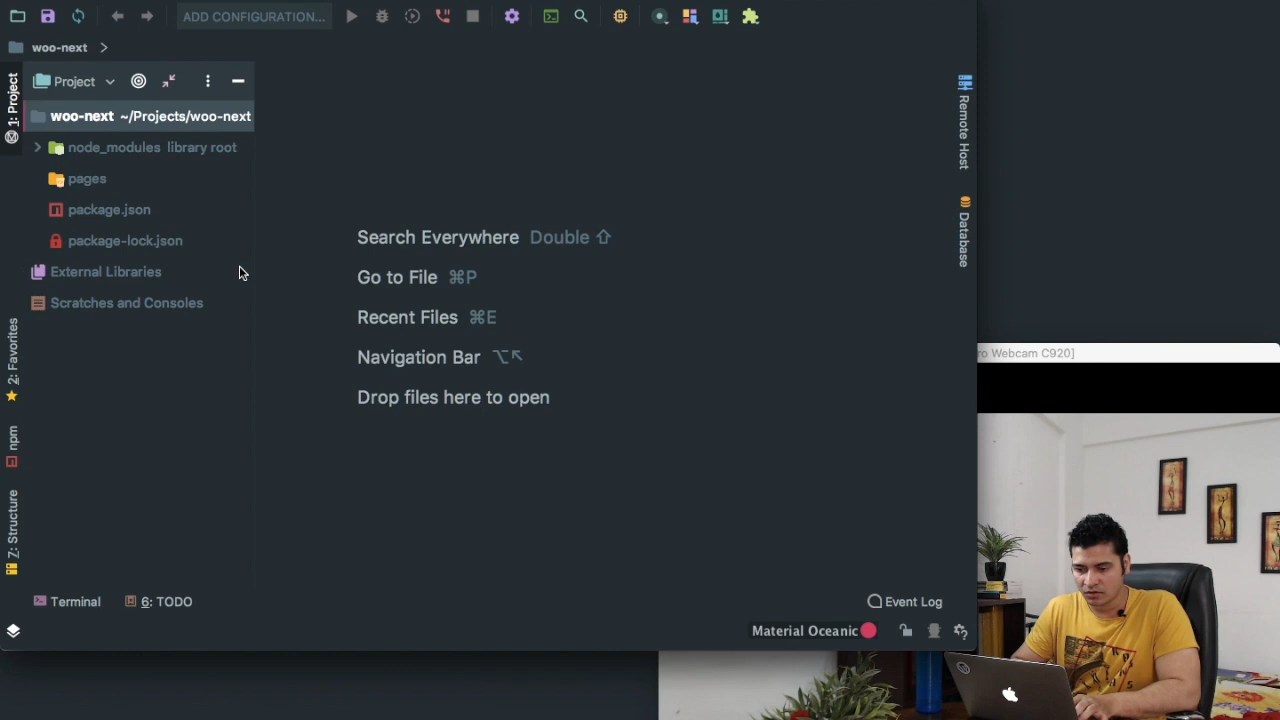 ADD CONFIGURATION...
woo-next
1: Project
Project
woo-next ~/Projects/woo-next
node_modules library root
pages
package.json
package-lock.json
External Libraries
Scratches and Consoles
Search Everywhere Double ⇧
Go to File ⌘P
Recent Files ⌘E
Navigation Bar ⌥↖
Drop files here to open
Remote Host
Database
2: Favorites
npm
7: Structure
Terminal
6: TODO
Event Log
Material Oceanic
ro Webcam C920]